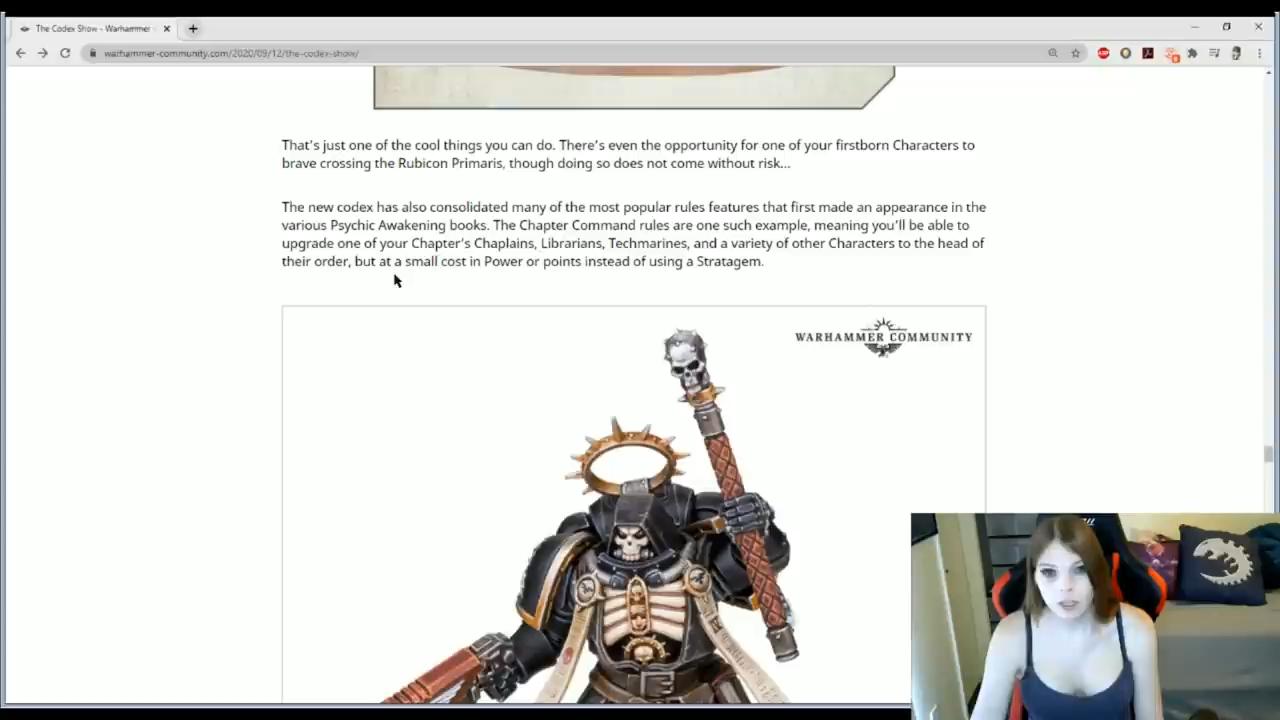 The Codex Show - Warhammer
warhammer-community.com/2020/09/12/the-codex-show/
That's just one of the cool things you can do. There's even the opportunity for one of your firstborn Characters to
brave crossing the Rubicon Primaris, though doing so does not come without risk...
The new codex has also consolidated many of the most popular rules features that first made an appearance in the
various Psychic Awakening books. The Chapter Command rules are one such example, meaning you'll be able to
upgrade one of your Chapter's Chaplains, Librarians, Techmarines, and a variety of other Characters to the head of
their order, but at a small cost in Power or points instead of using a Stratagem.
WARHAMMER COMMUNITY